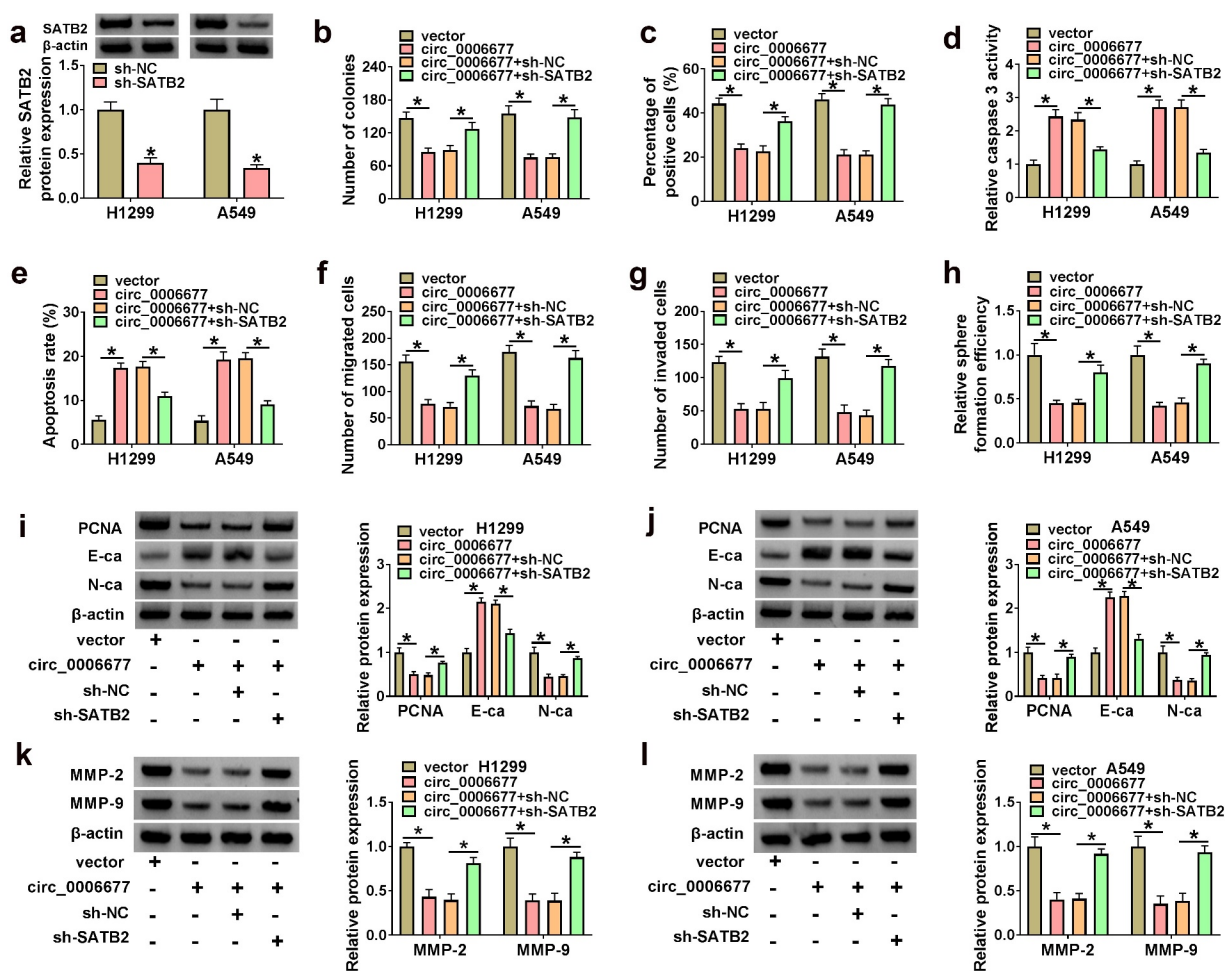 a
SATB2
β-actin
sh-NC
sh-SATB2
Relative SATB2
protein expression
1.5
1.0
0.5
0.0
*
*
H1299
A549
b
vector
circ_0006677
circ_0006677+sh-NC
circ_0006677+sh-SATB2
Number of colonies
240
180
120
60
0
*
*
*
*
H1299
A549
c
vector
circ_0006677
circ_0006677+sh-NC
circ_0006677+sh-SATB2
Percentage of
positive cells (%)
60
40
20
0
*
*
*
*
H1299
A549
d
vector
circ_0006677
circ_0006677+sh-NC
circ_0006677+sh-SATB2
Relative caspase 3 activity
4
3
2
1
0
*
*
*
*
H1299
A549
e
vector
circ_0006677
circ_0006677+sh-NC
circ_0006677+sh-SATB2
Apoptosis rate (%)
30
20
10
0
*
*
*
*
H1299
A549
f
vector
circ_0006677
circ_0006677+sh-NC
circ_0006677+sh-SATB2
Number of migrated cells
250
200
150
100
50
0
*
*
*
*
H1299
A549
g
vector
circ_0006677
circ_0006677+sh-NC
circ_0006677+sh-SATB2
Number of invaded cells
200
150
100
50
0
*
*
*
*
H1299
A549
h
vector
circ_0006677
circ_0006677+sh-NC
circ_0006677+sh-SATB2
Relative sphere
formation efficiency
1.5
1.0
0.5
0.0
*
*
*
*
H1299
A549
i
PCNA
E-ca
N-ca
β-actin
vector + - - -
circ_0006677 - + + +
sh-NC - - + -
sh-SATB2 - - - +
vector H1299
circ_0006677
circ_0006677+sh-NC
circ_0006677+sh-SATB2
Relative protein expression
3
2
1
0
*
*
*
*
*
*
PCNA
E-ca
N-ca
j
PCNA
E-ca
N-ca
β-actin
vector + - - -
circ_0006677 - + + +
sh-NC - - + -
sh-SATB2 - - - +
vector A549
circ_0006677
circ_0006677+sh-NC
circ_0006677+sh-SATB2
Relative protein expression
3
2
1
0
*
*
*
*
*
*
PCNA
E-ca
N-ca
k
MMP-2
MMP-9
β-actin
vector + - - -
circ_0006677 - + + +
sh-NC - - + -
sh-SATB2 - - - +
vector H1299
circ_0006677
circ_0006677+sh-NC
circ_0006677+sh-SATB2
Relative protein expression
1.5
1.0
0.5
0.0
*
*
*
*
MMP-2
MMP-9
l
MMP-2
MMP-9
β-actin
vector + - - -
circ_0006677 - + + +
sh-NC - - + -
sh-SATB2 - - - +
vector A549
circ_0006677
circ_0006677+sh-NC
circ_0006677+sh-SATB2
Relative protein expression
1.5
1.0
0.5
0.0
*
*
*
*
MMP-2
MMP-9